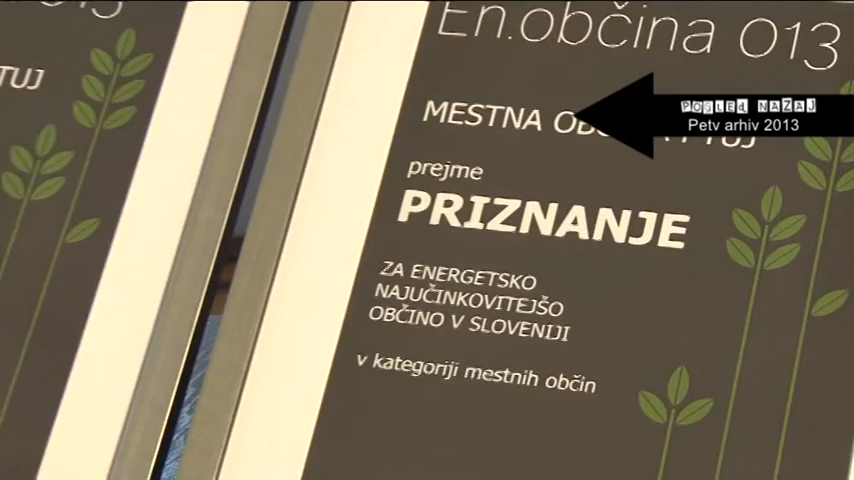 013
TUJ
En.občina 013
POGLED NAZAJ
Petv arhiv 2013
MESTNA
prejme
PRIZNANJE
ZA ENERGETSKO
NAJUČINKOVITEJŠO
OBČINO V SLOVENIJI
v kategoriji mestnih občin